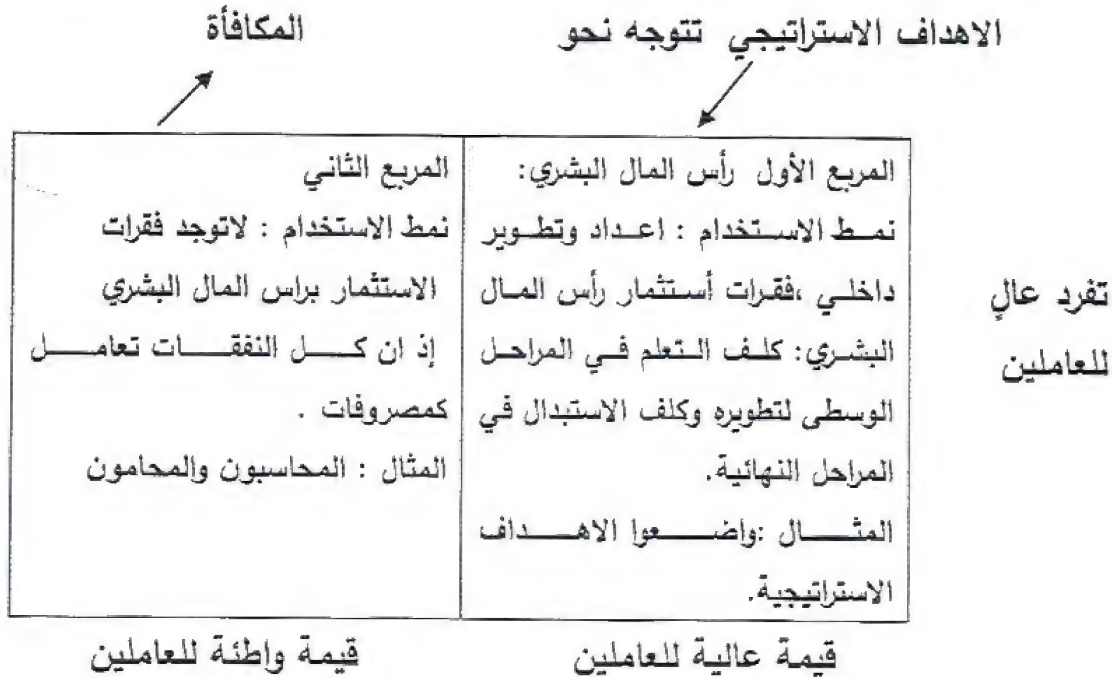 الاهداف الاستراتيجي تتوجه نحو
المكافأة
المربع الأول رأس المال البشري:
نمط الاستخدام : اعداد وتطوير
داخلي ،فقرات أستثمار رأس المال
البشري: كلف التعلم في المراحل
الوسطى لتطويره وكلف الاستبدال في
المراحل النهائية.
المثال :واضعوا الاهداف
الاستراتيجية.
المربع الثاني
نمط الاستخدام : لاتوجد فقرات
الاستثمار براس المال البشري
إذ ان كل النفقات تعامل
كمصروفات .
المثال : المحاسبون والمحامون
تفرد عالٍ
للعاملين
قيمة عالية للعاملين
قيمة واطئة للعاملين